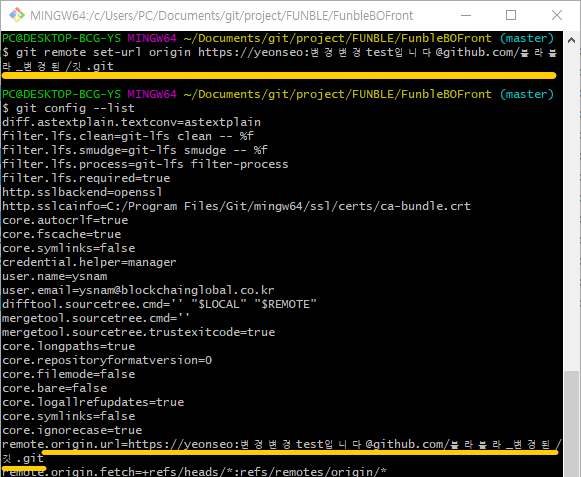 MINGW64:/c/Users/PC/Documents/git/project/FUNBLE/FunbleBOFront
PC@DESKTOP-BCG-YS MINGW64 ~/Documents/git/project/FUNBLE/FunbleBOFront (master)
$ git remote set-url origin https://yeonseo:변경변경test입니다@github.com/블라블
라_변경된/깃.git
PC@DESKTOP-BCG-YS MINGW64 ~/Documents/git/project/FUNBLE/FunbleBOFront (master)
$ git config --list
diff.astextplain.textconv=astextplain
filter.lfs.clean=git-lfs clean -- %f
filter.lfs.smudge=git-lfs smudge -- %f
filter.lfs.process=git-lfs filter-process
filter.lfs.required=true
http.sslbackend=openssl
http.sslcainfo=C:/Program Files/Git/mingw64/ssl/certs/ca-bundle.crt
core.autocrlf=true
core.fscache=true
core.symlinks=false
credential.helper=manager
user.name=ysnam
user.email=ysnam@blockchainglobal.co.kr
difftool.sourcetree.cmd='' "$LOCAL" "$REMOTE"
mergetool.sourcetree.cmd=''
mergetool.sourcetree.trustexitcode=true
core.longpaths=true
core.repositoryformatversion=0
core.filemode=false
core.bare=false
core.logallrefupdates=true
core.symlinks=false
core.ignorecase=true
remote.origin.url=https://yeonseo:변경변경test입니다@github.com/블라블라_변경된/
깃.git
remote.origin.fetch=+refs/heads/*:refs/remotes/origin/*